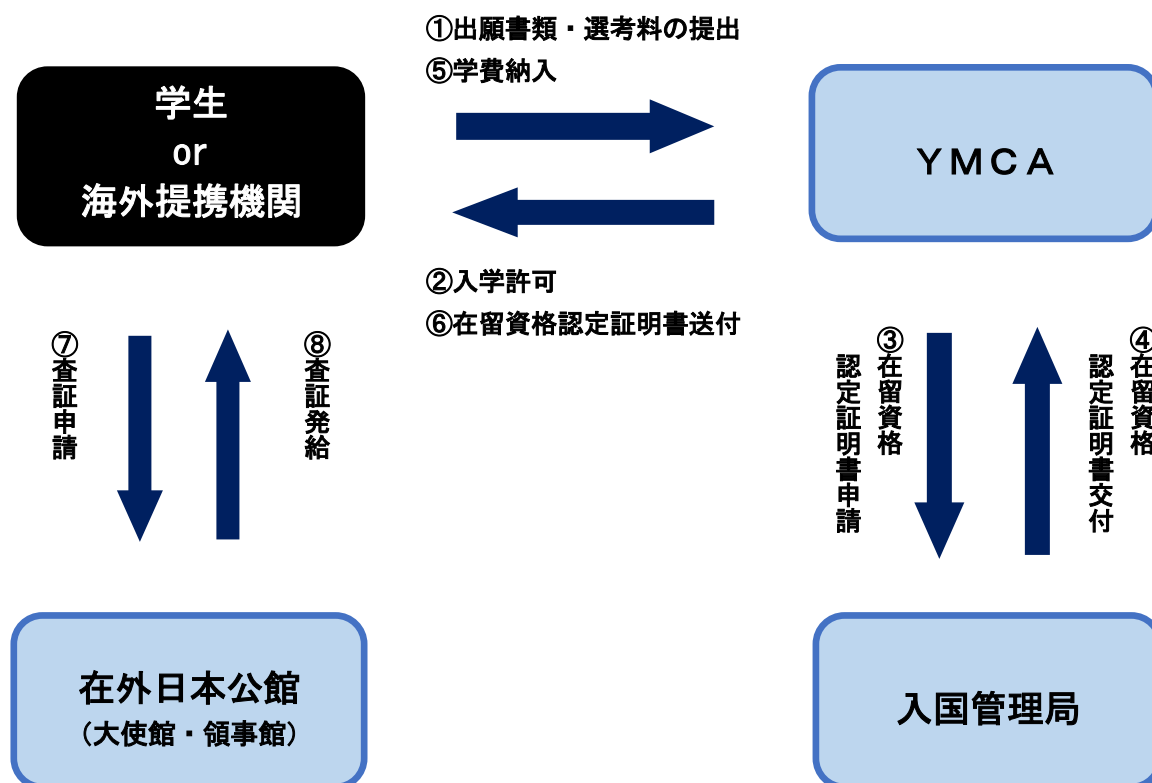 ①出願書類・選考料の提出
⑤学費納入
学生
or
海外提携機関
ＹＭＣＡ
②入学許可
⑥在留資格認定証明書送付
⑦査証申請
⑧査証発給
③在留資格
認定証明書申請
④在留資格
認定証明書交付
在外日本公館
（大使館・領事館）
入国管理局